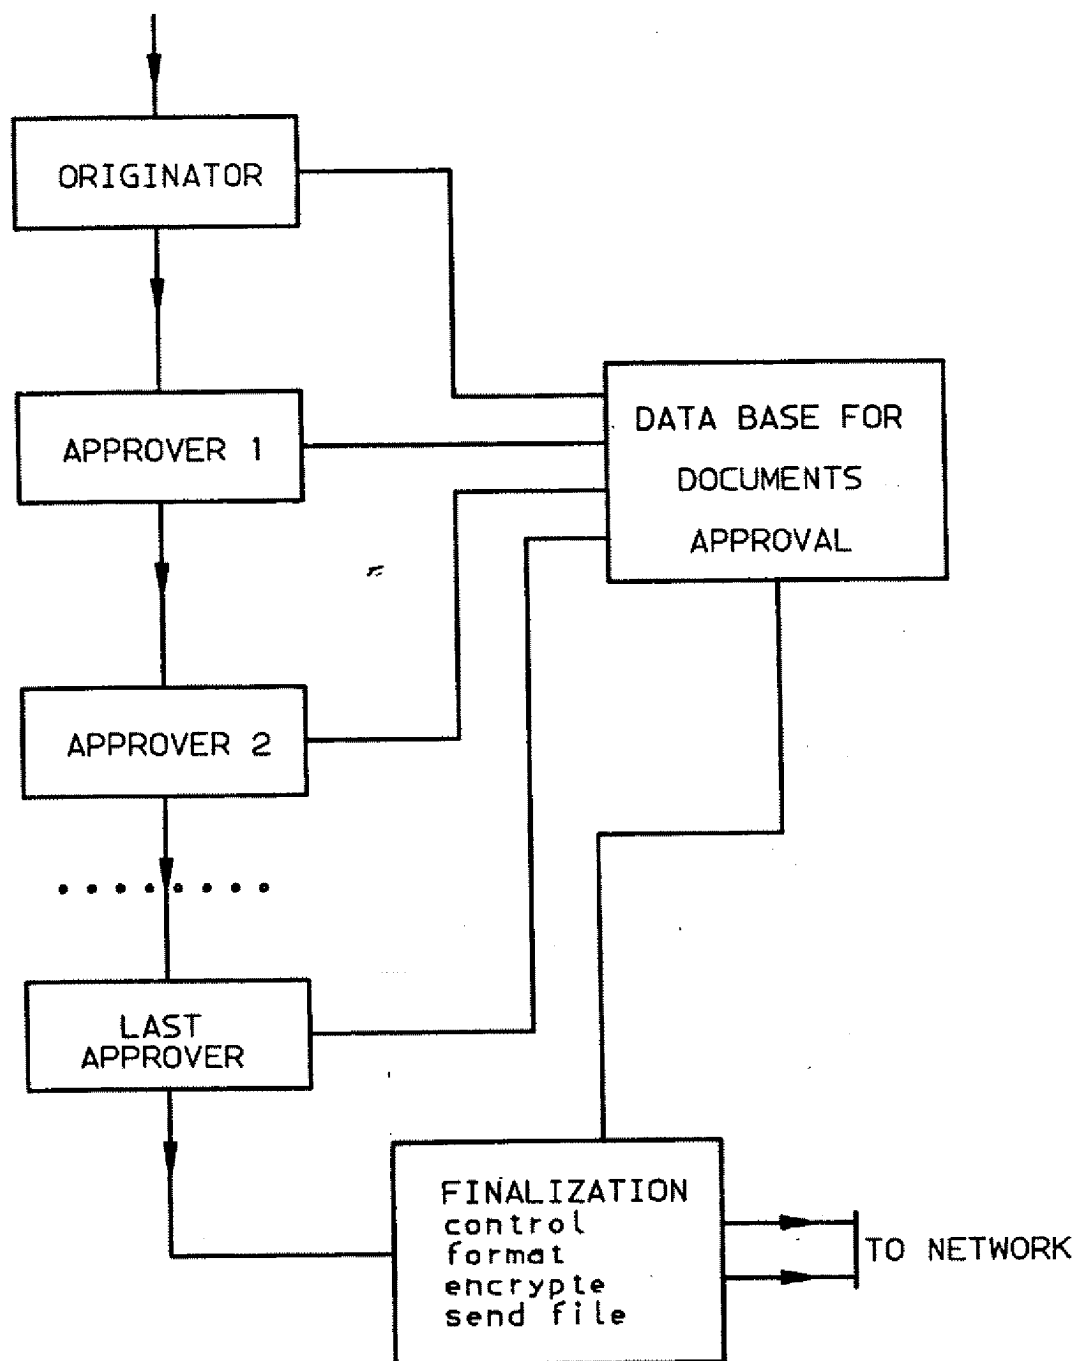 ORIGINATOR
APPROVER 1
DATA BASE FOR
DOCUMENTS
APPROVAL
APPROVER 2
LAST
APPROVER
FINALIZATION
control
format
encrypte
send file
TO NETWORK